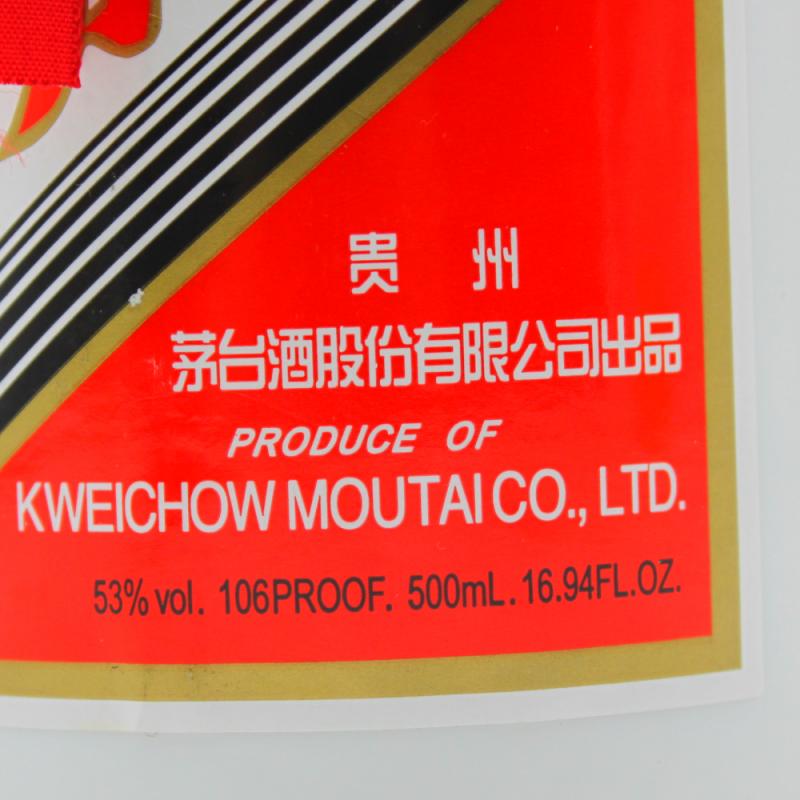 贵 州
茅台酒股份有限公司出品
PRODUCE OF
KWEICHOW MOUTAI CO., LTD.
53% vol. 106PROOF. 500mL. 16.94FL.OZ.